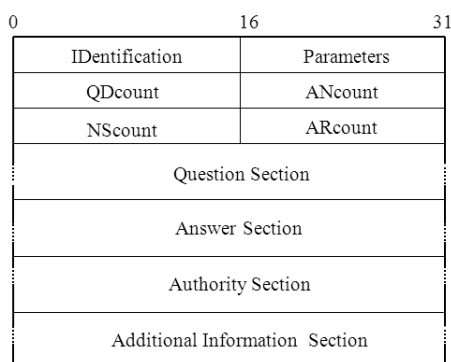 0 16 31
IDentification Parameters
QDcount ANcount
NScount ARcount
Question Section
Answer Section
Authority Section
Additional Information Section